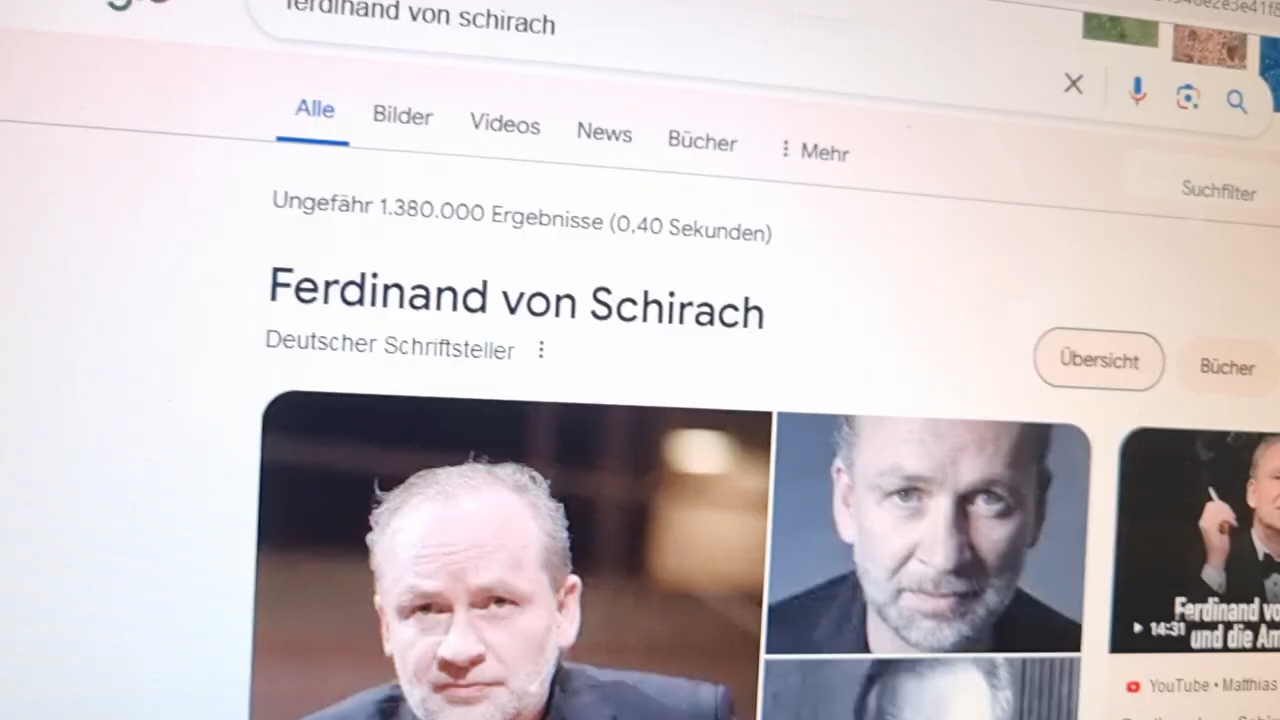 ferdinand von schirach
Alle Bilder Videos News Bücher Mehr
Suchfilter
Ungefähr 1.380.000 Ergebnisse (0,40 Sekunden)
Ferdinand von Schirach
Deutscher Schriftsteller
Übersicht Bücher
Ferdinand vo
14:31 und die Am
YouTube • Matthias